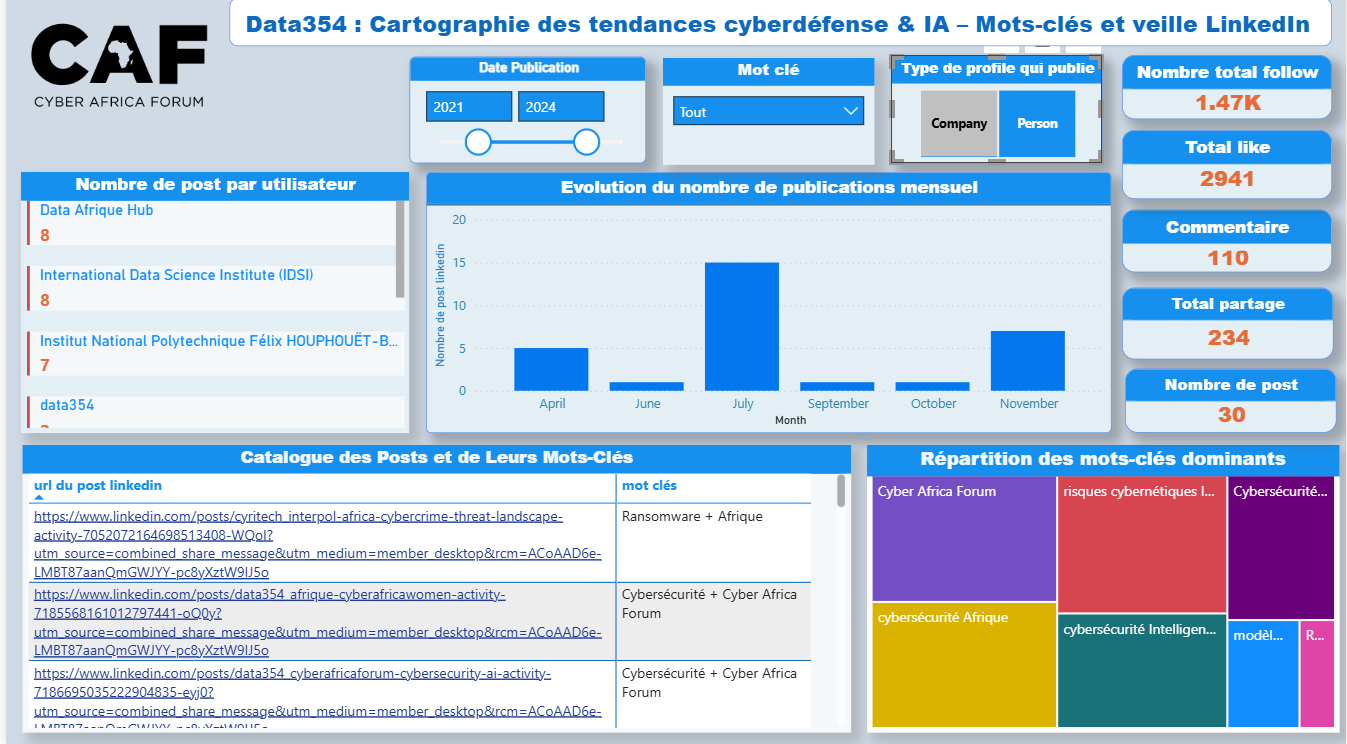 Data354 : Cartographie des tendances cyberdéfense & IA – Mots-clés et veille LinkedIn
CAF
CYBER AFRICA FORUM
Date Publication
2021
2024
Mot clé
Tout
Type de profile qui publie
Company
Person
Nombre total follow
1.47K
Total like
2941
Commentaire
110
Total partage
234
Nombre de post
30
Nombre de post par utilisateur
Data Afrique Hub
8
International Data Science Institute (IDSI)
8
Institut National Polytechnique Félix HOUPHOUËT-B...
7
data354
Evolution du nombre de publications mensuel
Nombre de post linkedin
20
15
10
5
0
April
June
July
September
October
November
Month
Catalogue des Posts et de Leurs Mots-Clés
url du post linkedin
mot clés
https://www.linkedin.com/posts/cyritech_interpol-africa-cybercrime-threat-landscape-
activity-7052072164698513408-WQoI?
utm_source=combined_share_message&utm_medium=member_desktop&rcm=ACoAAD6e-
LMBT87aanQmGWJYY-pc8yXztW9IJ5o
Ransomware + Afrique
https://www.linkedin.com/posts/data354_afrique-cyberafricawomen-activity-
7185568161012797441-oQ0y?
utm_source=combined_share_message&utm_medium=member_desktop&rcm=ACoAAD6e-
LMBT87aanQmGWJYY-pc8yXztW9IJ5o
Cybersécurité + Cyber Africa
Forum
https://www.linkedin.com/posts/data354_cyberafricaforum-cybersecurity-ai-activity-
7186695035222904835-eyj0?
utm_source=combined_share_message&utm_medium=member_desktop&rcm=ACoAAD6e-
LMBT87aanQmGWJYY-pc8yXztW9IJ5o
Cybersécurité + Cyber Africa
Forum
Répartition des mots-clés dominants
Cyber Africa Forum
risques cybernétiques I...
Cybersécurité...
cybersécurité Afrique
cybersécurité Intelligen...
modèl...
R...